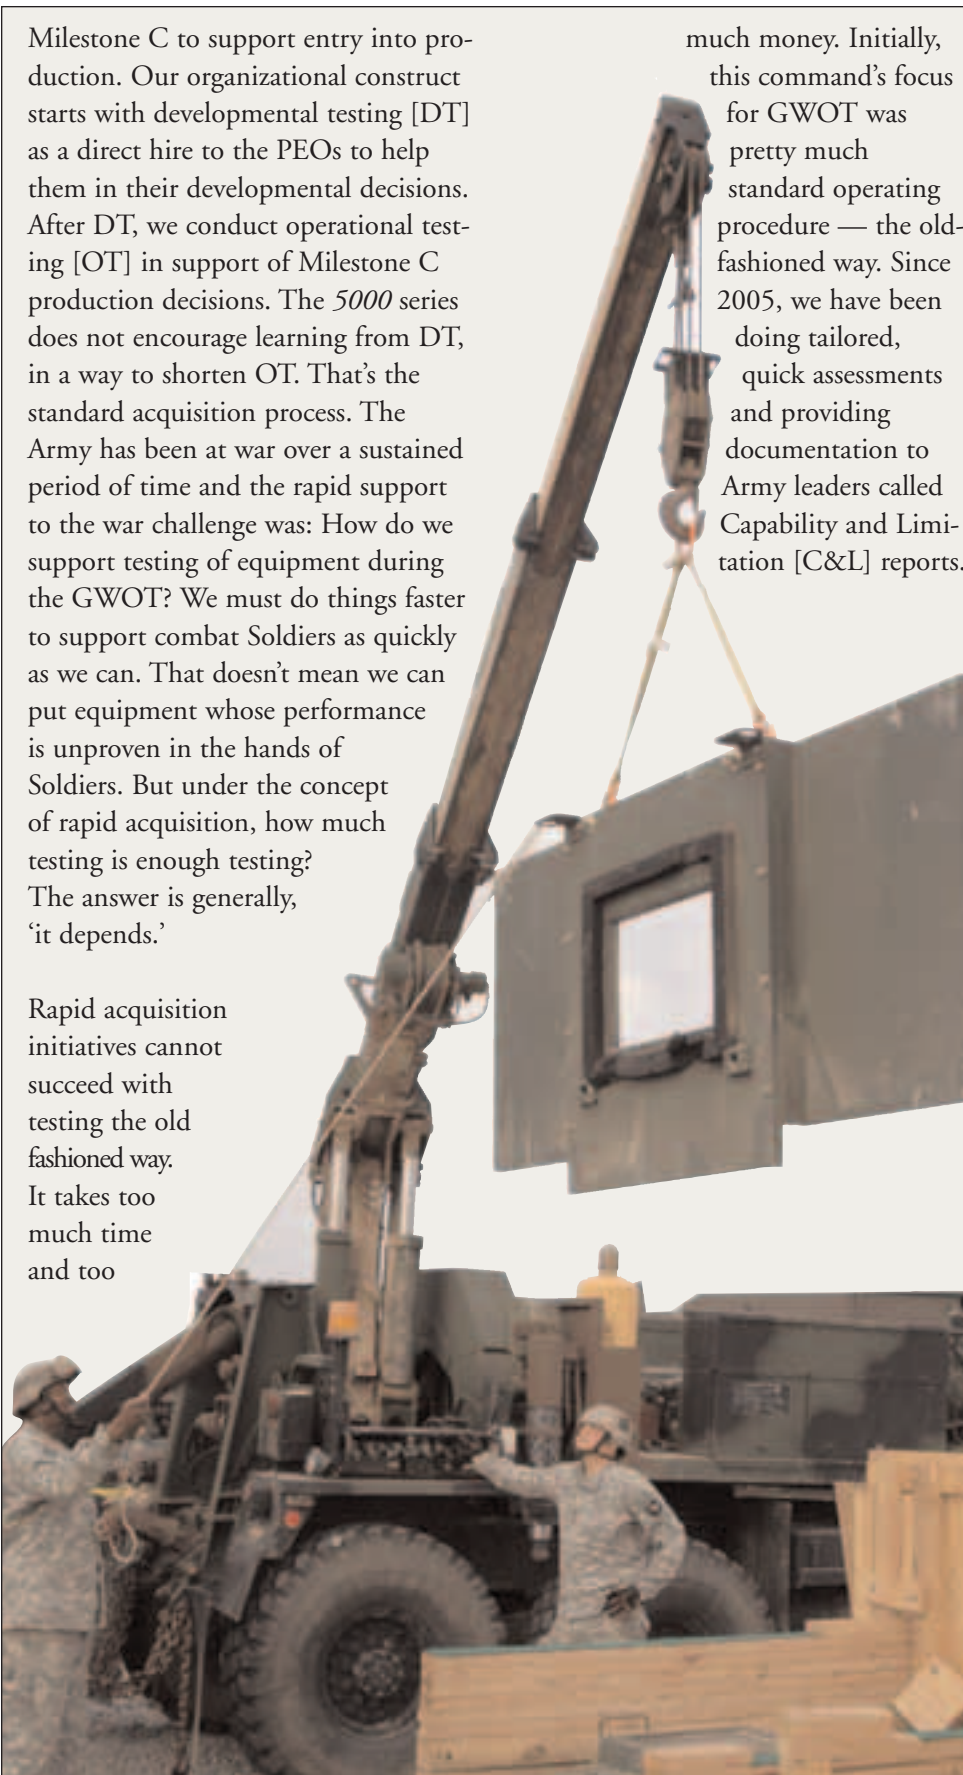 Milestone C to support entry into pro-
duction. Our organizational construct
starts with developmental testing [DT]
as a direct hire to the PEOs to help
them in their developmental decisions.
After DT, we conduct operational test-
ing [OT] in support of Milestone C
production decisions. The 5000 series
does not encourage learning from DT,
in a way to shorten OT. That’s the
standard acquisition process. The
Army has been at war over a sustained
period of time and the rapid support
to the war challenge was: How do we
support testing of equipment during
the GWOT? We must do things faster
to support combat Soldiers as quickly
as we can. That doesn’t mean we can
put equipment whose performance
is unproven in the hands of
Soldiers. But under the concept
of rapid acquisition, how much
testing is enough testing?
The answer is generally,
‘it depends.’

Rapid acquisition
initiatives cannot
succeed with
testing the old
fashioned way.
It takes too
much time
and too
much money. Initially,
this command’s focus
for GWOT was
pretty much
standard operating
procedure — the old-
fashioned way. Since
2005, we have been
doing tailored,
quick assessments
and providing
documentation to
Army leaders called
Capability and Limi-
tation [C&L] reports.